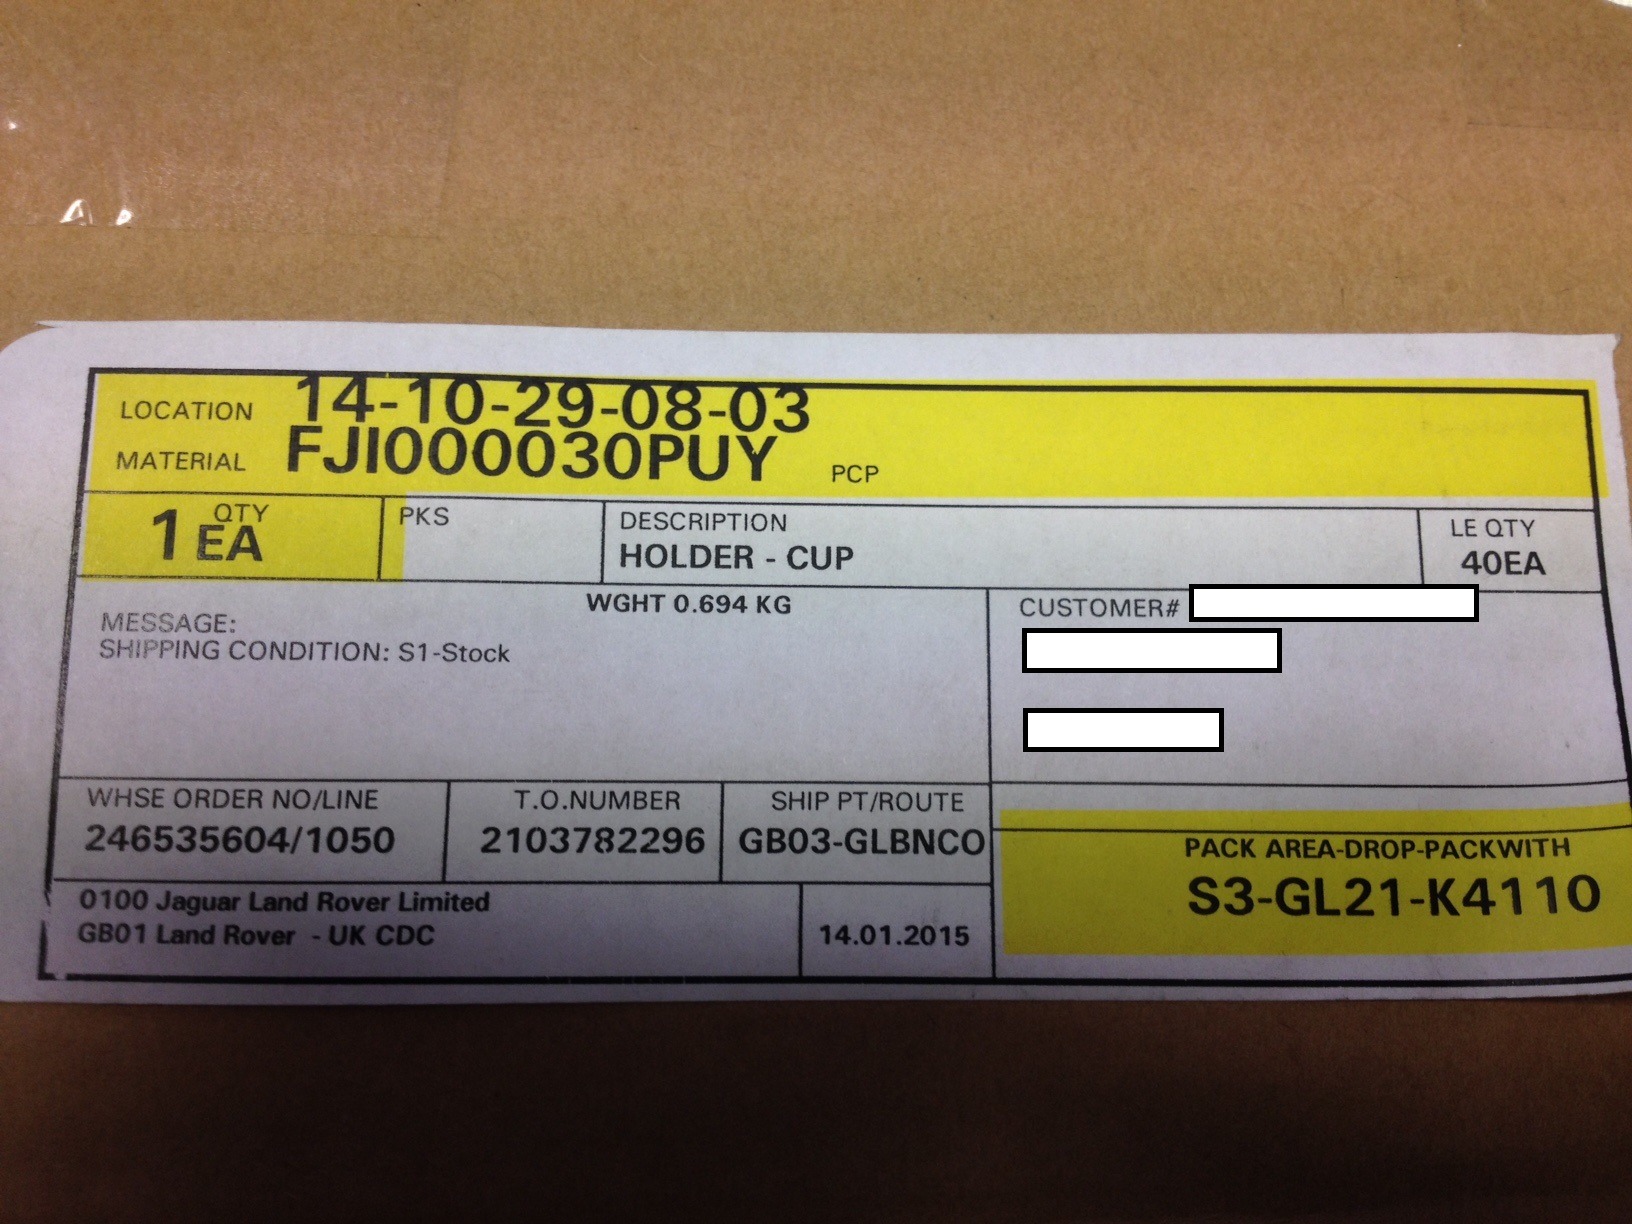 LOCATION 14-10-29-08-03
MATERIAL FJI000030PUY PCP
QTY
1 EA
PKS
DESCRIPTION
HOLDER - CUP
LE QTY
40EA
WGHT 0.694 KG
MESSAGE:
SHIPPING CONDITION: S1-Stock
CUSTOMER#
WHSE ORDER NO/LINE
246535604/1050
T.O.NUMBER
2103782296
SHIP PT/ROUTE
GB03-GLBNCO
PACK AREA-DROP-PACKWITH
S3-GL21-K4110
0100 Jaguar Land Rover Limited
GB01 Land Rover - UK CDC
14.01.2015